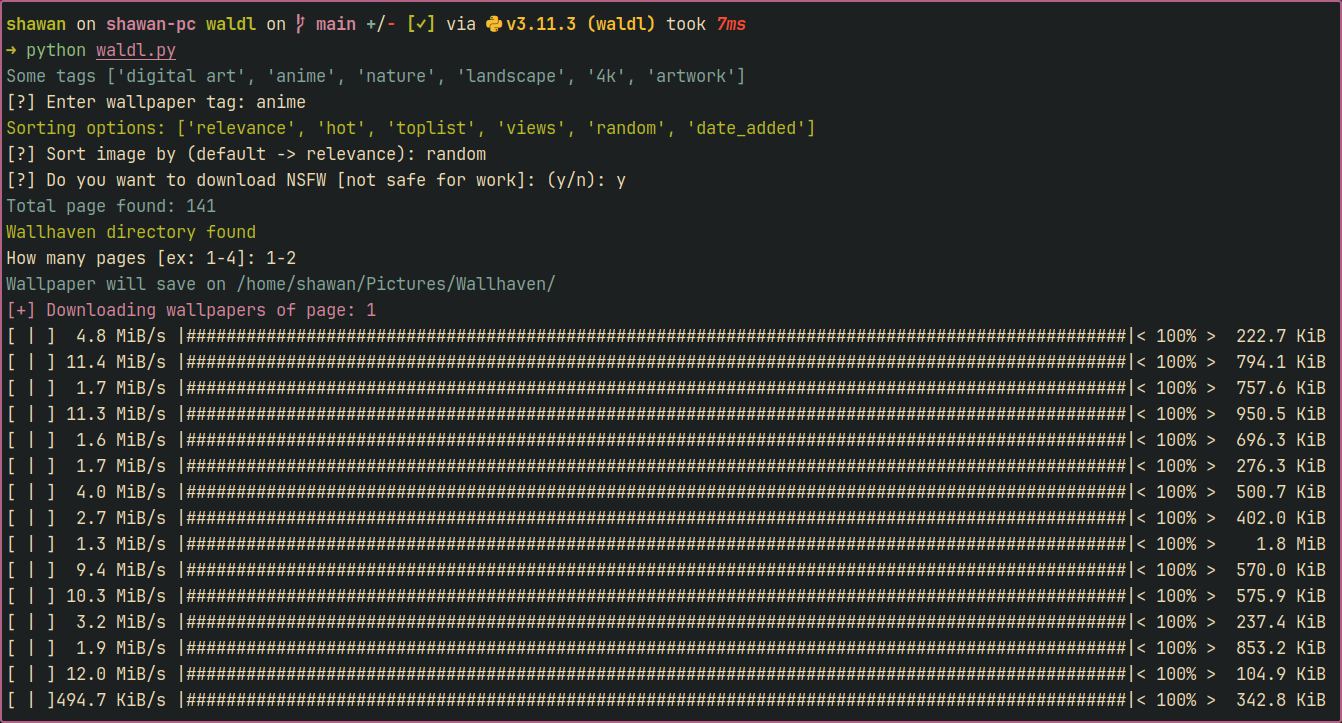 shawan on shawan-pc waldl on main +/- [✓] via v3.11.3 (waldl) took 7ms
➜ python waldl.py
Some tags ['digital art', 'anime', 'nature', 'landscape', '4k', 'artwork']
[?] Enter wallpaper tag: anime
Sorting options: ['relevance', 'hot', 'toplist', 'views', 'random', 'date_added']
[?] Sort image by (default -> relevance): random
[?] Do you want to download NSFW [not safe for work]: (y/n): y
Total page found: 141
Wallhaven directory found
How many pages [ex: 1-4]: 1-2
Wallpaper will save on /home/shawan/Pictures/Wallhaven/
[+] Downloading wallpapers of page: 1
[ | ]  4.8 MiB/s |##############################################################################################|< 100% >  222.7 KiB
[ | ] 11.4 MiB/s |##############################################################################################|< 100% >  794.1 KiB
[ | ]  1.7 MiB/s |##############################################################################################|< 100% >  757.6 KiB
[ | ] 11.3 MiB/s |##############################################################################################|< 100% >  950.5 KiB
[ | ]  1.6 MiB/s |##############################################################################################|< 100% >  696.3 KiB
[ | ]  1.7 MiB/s |##############################################################################################|< 100% >  276.3 KiB
[ | ]  4.0 MiB/s |##############################################################################################|< 100% >  500.7 KiB
[ | ]  2.7 MiB/s |##############################################################################################|< 100% >  402.0 KiB
[ | ]  1.3 MiB/s |##############################################################################################|< 100% >    1.8 MiB
[ | ]  9.4 MiB/s |##############################################################################################|< 100% >  570.0 KiB
[ | ] 10.3 MiB/s |##############################################################################################|< 100% >  575.9 KiB
[ | ]  3.2 MiB/s |##############################################################################################|< 100% >  237.4 KiB
[ | ]  1.9 MiB/s |##############################################################################################|< 100% >  853.2 KiB
[ | ] 12.0 MiB/s |##############################################################################################|< 100% >  104.9 KiB
[ | ]494.7 KiB/s |##############################################################################################|< 100% >  342.8 KiB